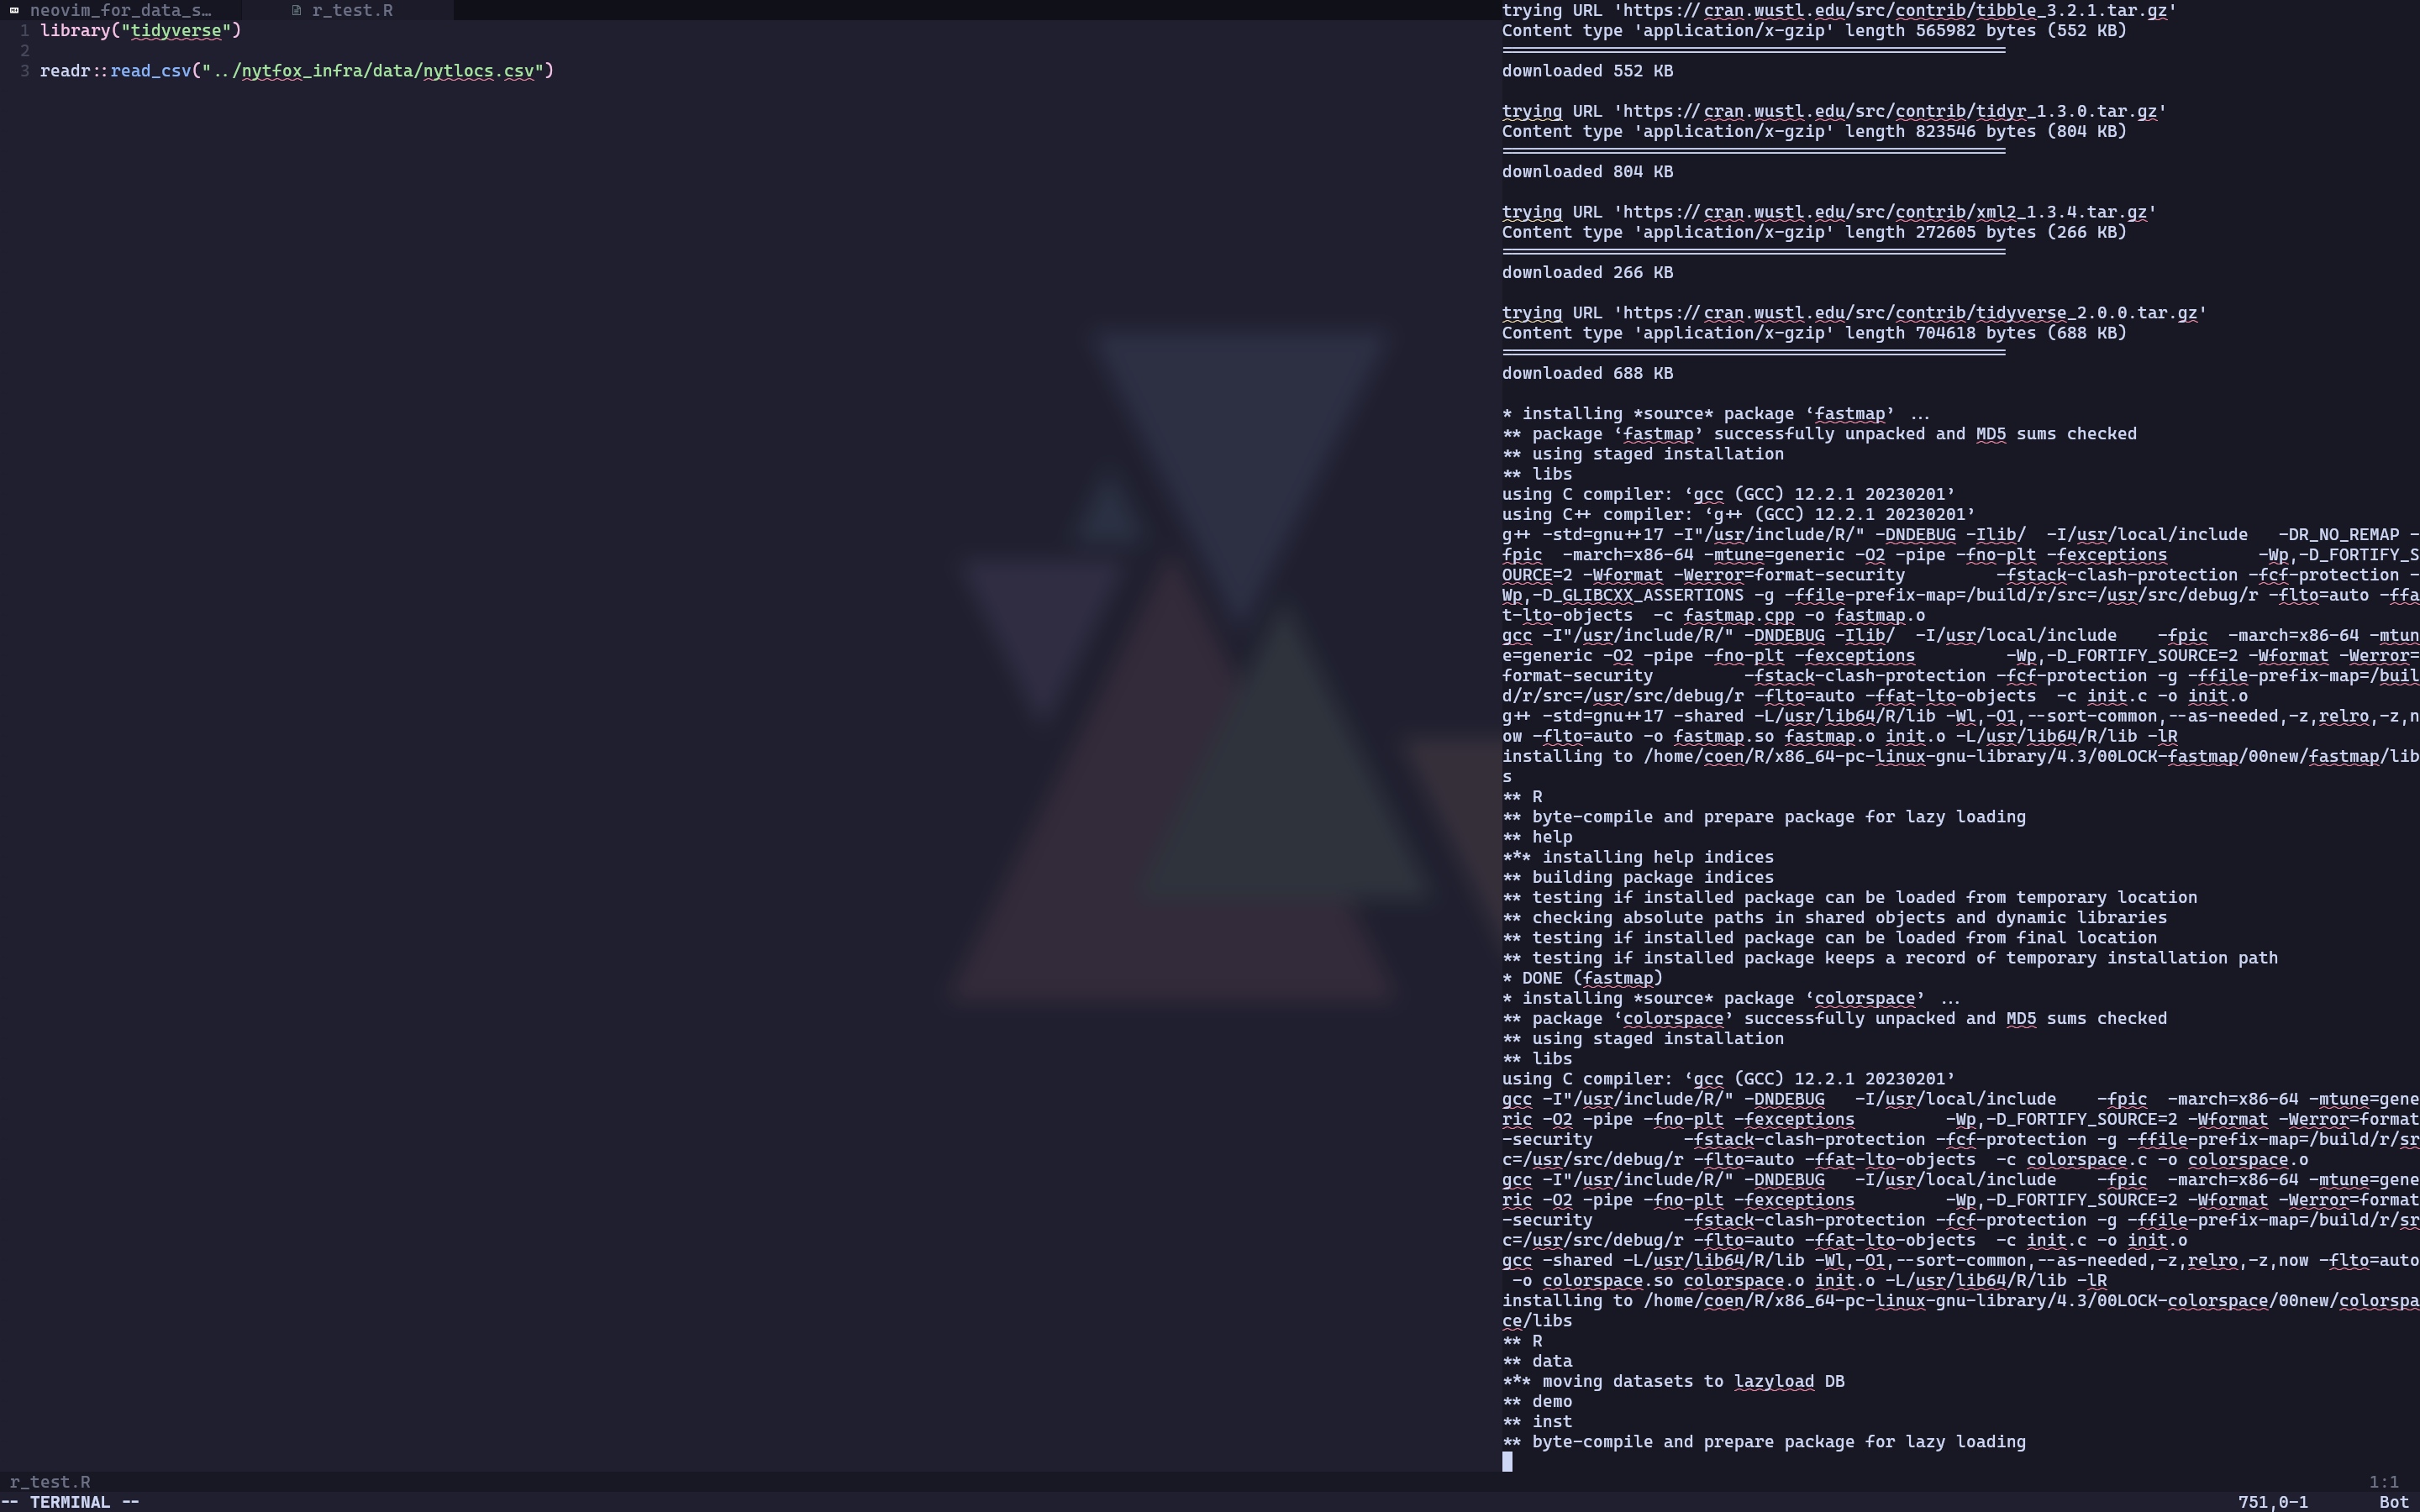 neovim_for_data_s…
r_test.R
1 library("tidyverse")
2
3 readr::read_csv("../nytfox_infra/data/nytlocs.csv")
trying URL 'https://cran.wustl.edu/src/contrib/tibble_3.2.1.tar.gz'
Content type 'application/x-gzip' length 565982 bytes (552 KB)
==================================================
downloaded 552 KB
trying URL 'https://cran.wustl.edu/src/contrib/tidyr_1.3.0.tar.gz'
Content type 'application/x-gzip' length 823546 bytes (804 KB)
==================================================
downloaded 804 KB
trying URL 'https://cran.wustl.edu/src/contrib/xml2_1.3.4.tar.gz'
Content type 'application/x-gzip' length 272605 bytes (266 KB)
==================================================
downloaded 266 KB
trying URL 'https://cran.wustl.edu/src/contrib/tidyverse_2.0.0.tar.gz'
Content type 'application/x-gzip' length 704618 bytes (688 KB)
==================================================
downloaded 688 KB
* installing *source* package ‘fastmap’ ...
** package ‘fastmap’ successfully unpacked and MD5 sums checked
** using staged installation
** libs
using C compiler: ‘gcc (GCC) 12.2.1 20230201’
using C++ compiler: ‘g++ (GCC) 12.2.1 20230201’
g++ -std=gnu++17 -I"/usr/include/R/" -DNDEBUG -Ilib/  -I/usr/local/include   -DR_NO_REMAP -
fpic  -march=x86-64 -mtune=generic -O2 -pipe -fno-plt -fexceptions         -Wp,-D_FORTIFY_S
OURCE=2 -Wformat -Werror=format-security         -fstack-clash-protection -fcf-protection -
Wp,-D_GLIBCXX_ASSERTIONS -g -ffile-prefix-map=/build/r/src=/usr/src/debug/r -flto=auto -ffa
t-lto-objects  -c fastmap.cpp -o fastmap.o
gcc -I"/usr/include/R/" -DNDEBUG -Ilib/  -I/usr/local/include    -fpic  -march=x86-64 -mtun
e=generic -O2 -pipe -fno-plt -fexceptions         -Wp,-D_FORTIFY_SOURCE=2 -Wformat -Werror=
format-security         -fstack-clash-protection -fcf-protection -g -ffile-prefix-map=/buil
d/r/src=/usr/src/debug/r -flto=auto -ffat-lto-objects  -c init.c -o init.o
g++ -std=gnu++17 -shared -L/usr/lib64/R/lib -Wl,-O1,--sort-common,--as-needed,-z,relro,-z,n
ow -flto=auto -o fastmap.so fastmap.o init.o -L/usr/lib64/R/lib -lR
installing to /home/coen/R/x86_64-pc-linux-gnu-library/4.3/00LOCK-fastmap/00new/fastmap/lib
s
** R
** byte-compile and prepare package for lazy loading
** help
*** installing help indices
** building package indices
** testing if installed package can be loaded from temporary location
** checking absolute paths in shared objects and dynamic libraries
** testing if installed package can be loaded from final location
** testing if installed package keeps a record of temporary installation path
* DONE (fastmap)
* installing *source* package ‘colorspace’ ...
** package ‘colorspace’ successfully unpacked and MD5 sums checked
** using staged installation
** libs
using C compiler: ‘gcc (GCC) 12.2.1 20230201’
gcc -I"/usr/include/R/" -DNDEBUG   -I/usr/local/include    -fpic  -march=x86-64 -mtune=gene
ric -O2 -pipe -fno-plt -fexceptions         -Wp,-D_FORTIFY_SOURCE=2 -Wformat -Werror=format
-security         -fstack-clash-protection -fcf-protection -g -ffile-prefix-map=/build/r/sr
c=/usr/src/debug/r -flto=auto -ffat-lto-objects  -c colorspace.c -o colorspace.o
gcc -I"/usr/include/R/" -DNDEBUG   -I/usr/local/include    -fpic  -march=x86-64 -mtune=gene
ric -O2 -pipe -fno-plt -fexceptions         -Wp,-D_FORTIFY_SOURCE=2 -Wformat -Werror=format
-security         -fstack-clash-protection -fcf-protection -g -ffile-prefix-map=/build/r/sr
c=/usr/src/debug/r -flto=auto -ffat-lto-objects  -c init.c -o init.o
gcc -shared -L/usr/lib64/R/lib -Wl,-O1,--sort-common,--as-needed,-z,relro,-z,now -flto=auto
 -o colorspace.so colorspace.o init.o -L/usr/lib64/R/lib -lR
installing to /home/coen/R/x86_64-pc-linux-gnu-library/4.3/00LOCK-colorspace/00new/colorspa
ce/libs
** R
** data
*** moving datasets to lazyload DB
** demo
** inst
** byte-compile and prepare package for lazy loading
r_test.R 1:1
-- TERMINAL -- 751,0-1 Bot